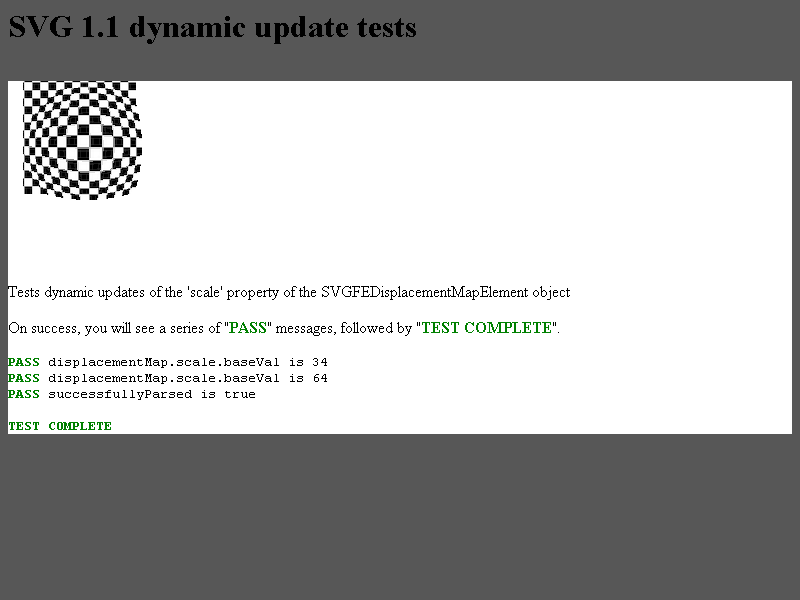 SVG 1.1 dynamic update tests
Tests dynamic updates of the 'scale' property of the SVGFEDisplacementMapElement object
On success, you will see a series of "PASS" messages, followed by "TEST COMPLETE".
PASS displacementMap.scale.baseVal is 34
PASS displacementMap.scale.baseVal is 64
PASS successfullyParsed is true
TEST COMPLETE